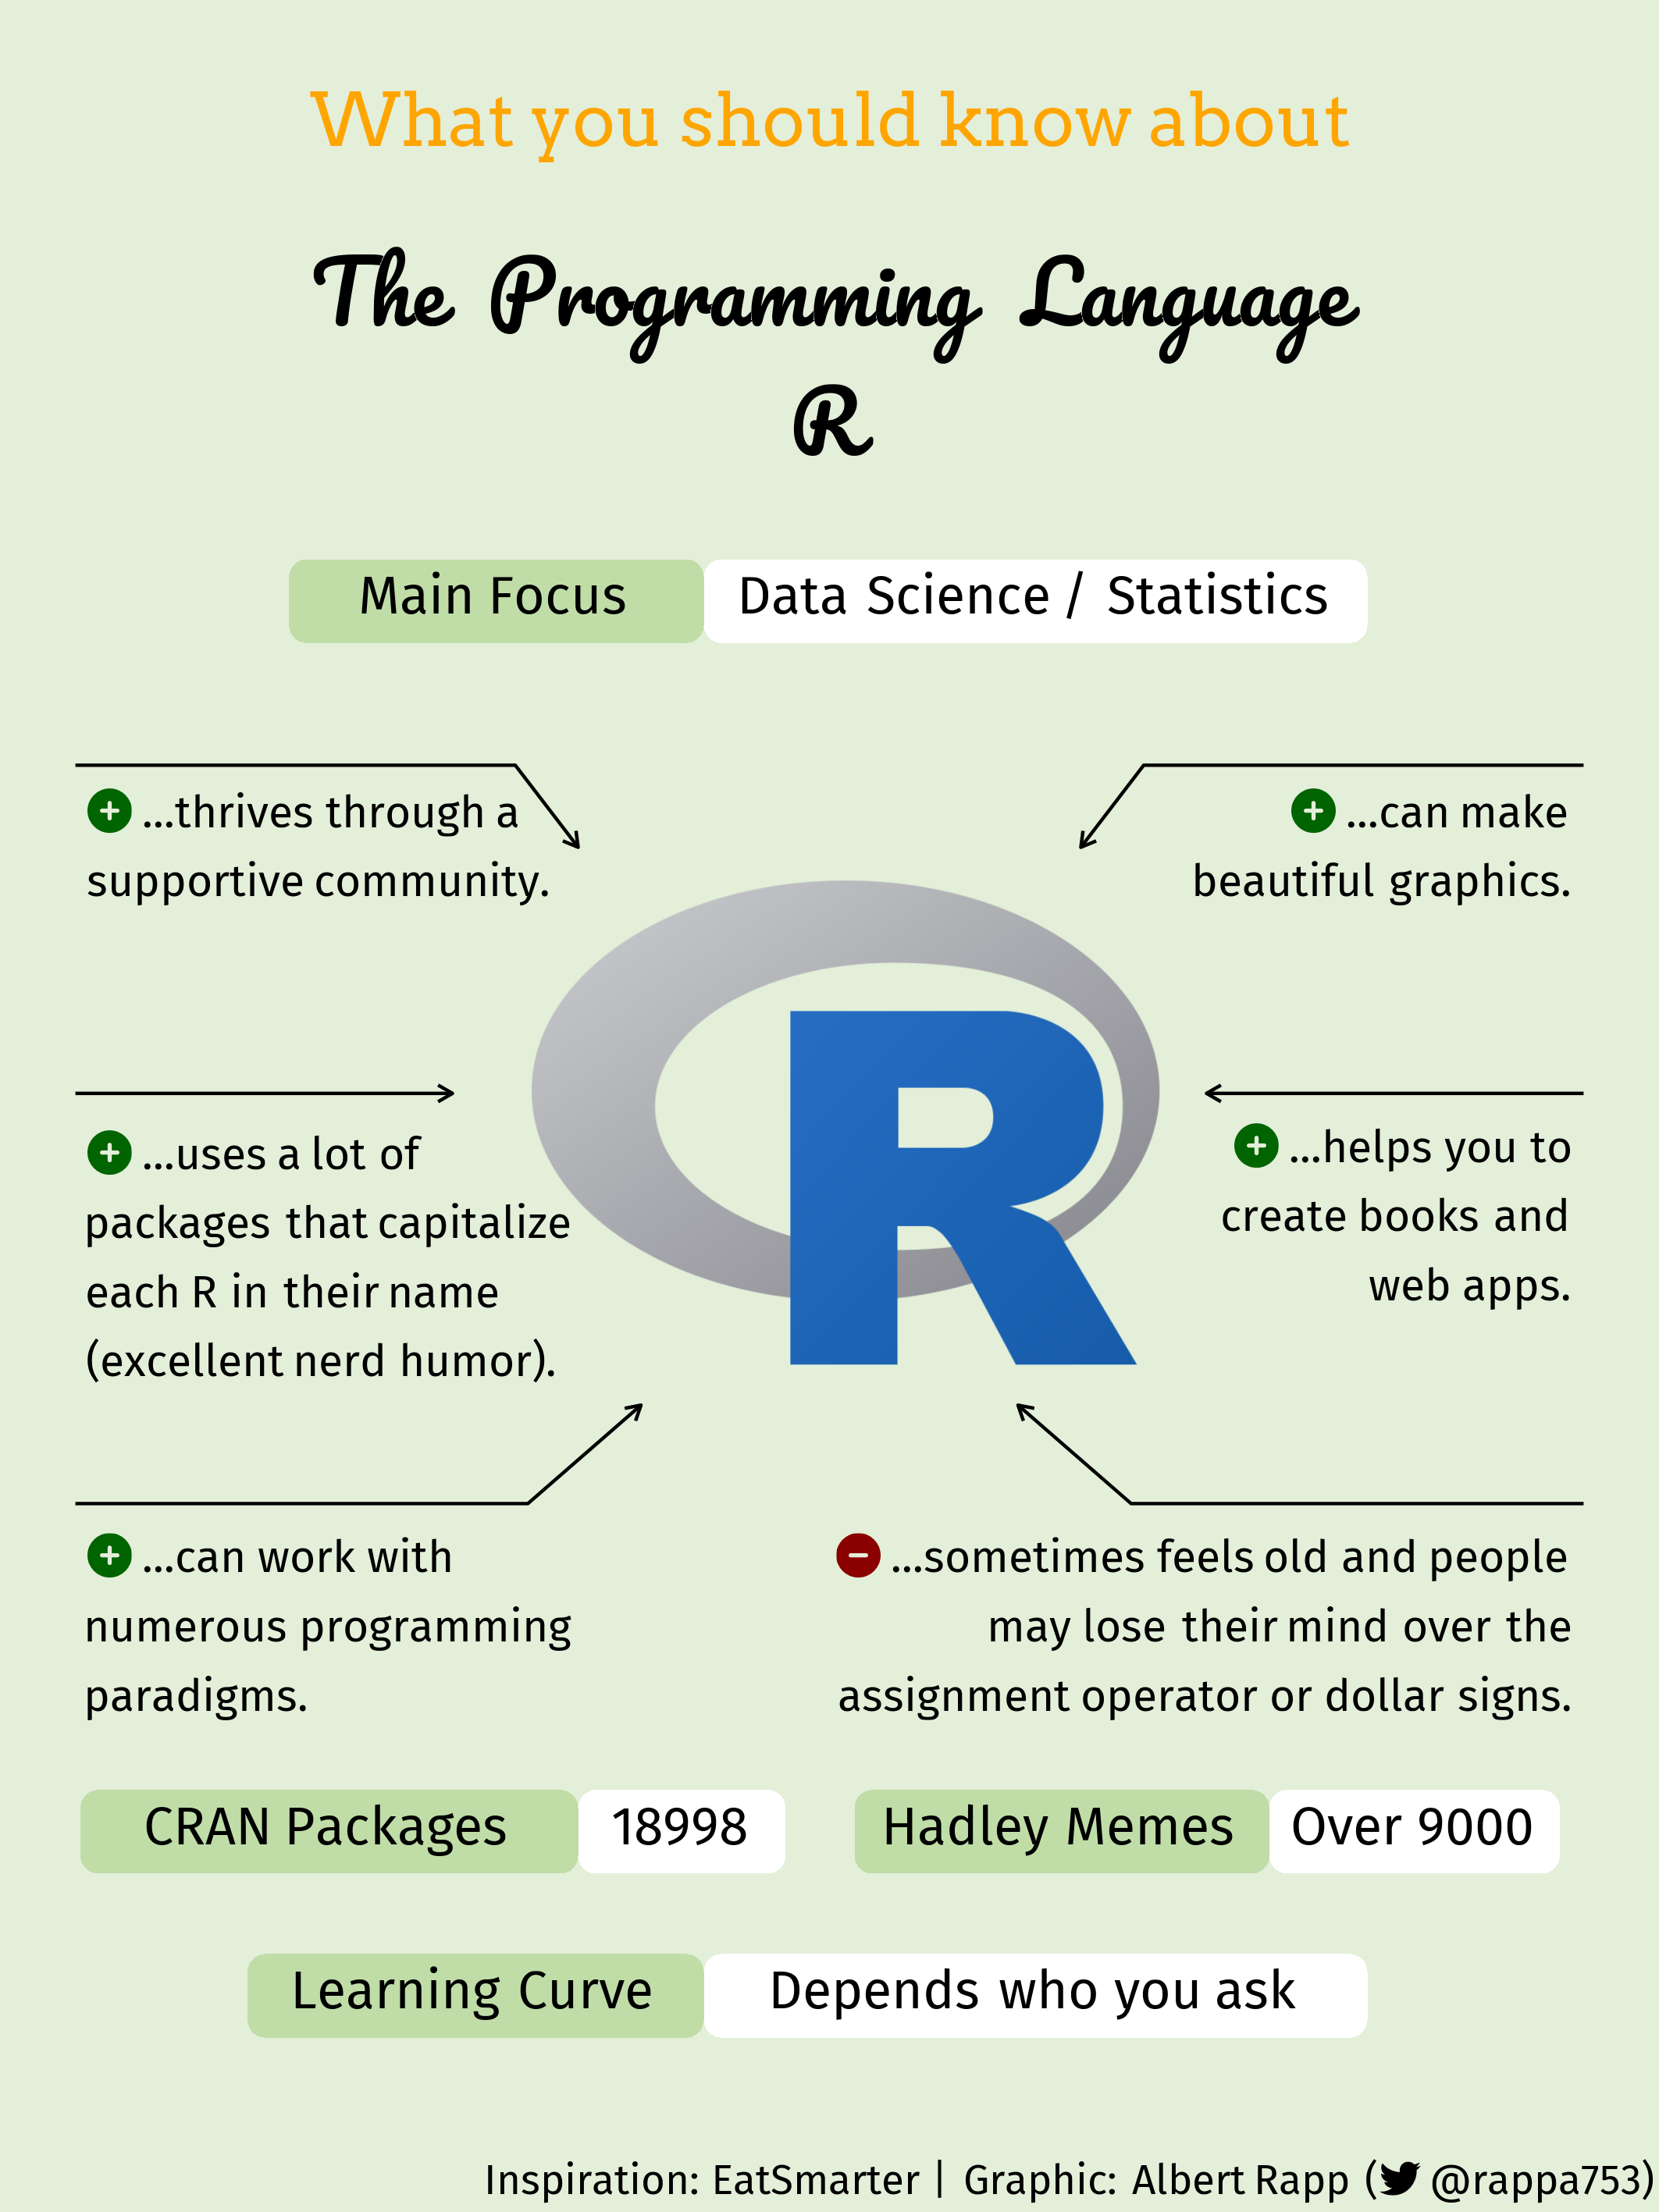 What you should know about
The Programming Language
R
Main Focus Data Science / Statistics
...thrives through a
supportive community.
...can make
beautiful graphics.
...uses a lot of
packages that capitalize
each R in their name
(excellent nerd humor).
...helps you to
create books and
web apps.
R
...can work with
numerous programming
paradigms.
...sometimes feels old and people
may lose their mind over the
assignment operator or dollar signs.
CRAN Packages 18998
Hadley Memes Over 9000
Learning Curve Depends who you ask
Inspiration: EatSmarter | Graphic: Albert Rapp ( @rappa753)